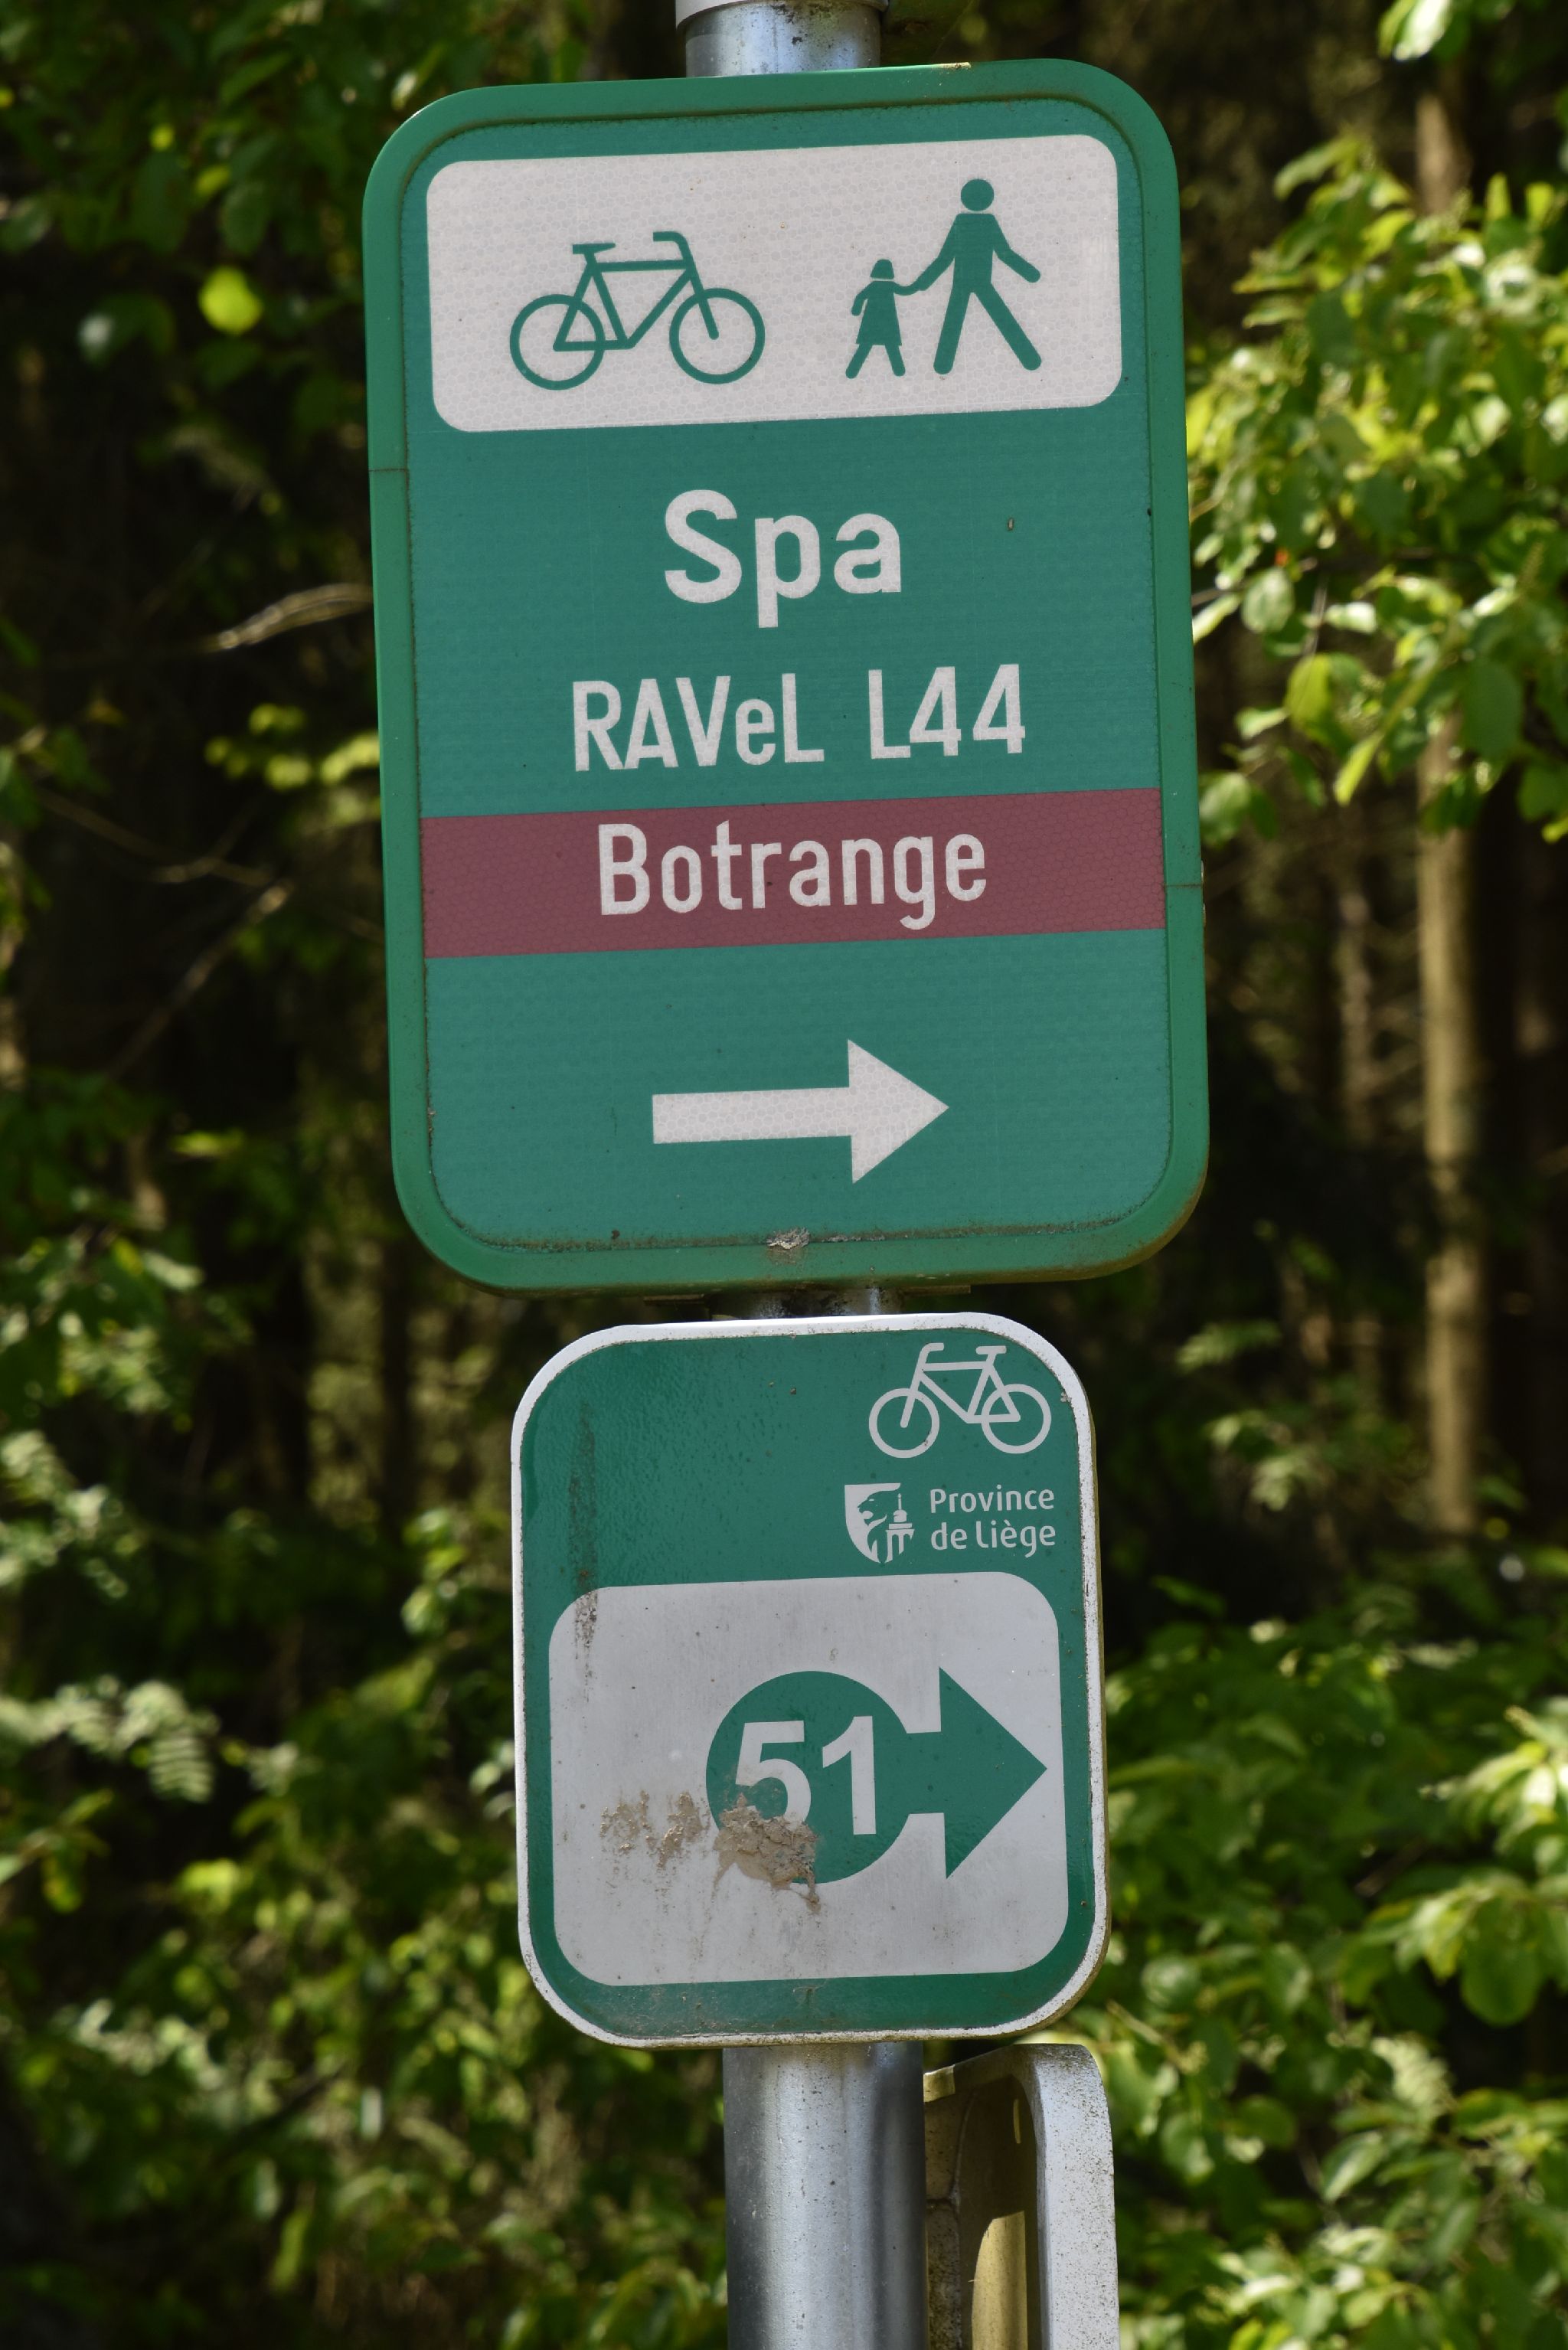 Spa
RAVeL L44
Botrange
Province
de Liège
51